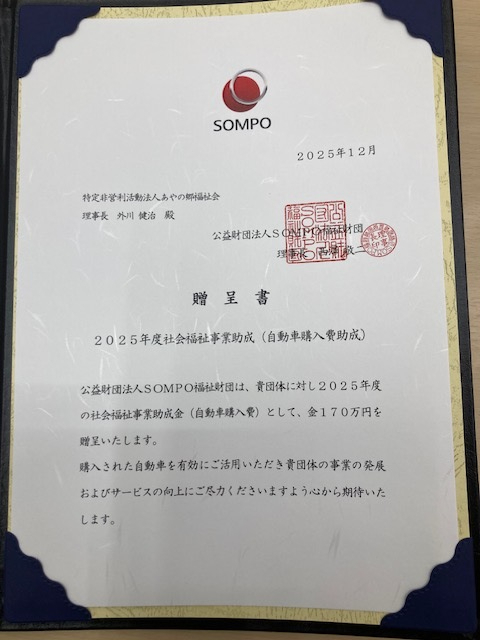 SOMPO
2025年12月
特定非営利活動法人あやの郷福祉会
理事長 外川 健治 殿
公益財団法人SOMPO福祉財団
理事長 西澤 敬二
贈呈書
2025年度社会福祉事業助成（自動車購入費助成）
公益財団法人SOMPO福祉財団は、貴団体に対し2025年度
の社会福祉事業助成金（自動車購入費）として、金170万円を
贈呈いたします。
購入された自動車を有効にご活用いただき貴団体の事業の発展
およびサービスの向上にご尽力くださいますよう心から期待いた
します。